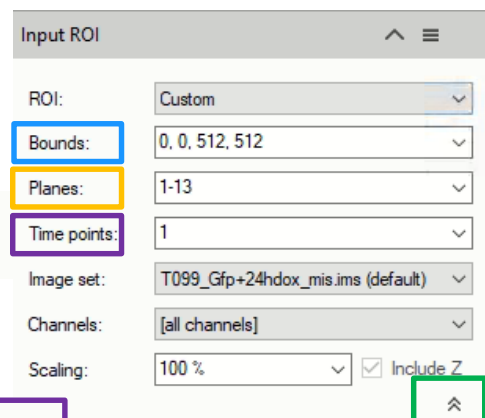 Input ROI
ROI: Custom
Bounds: 0, 0, 512, 512
Planes: 1-13
Time points: 1
Image set: T099_Gfp+24hdox_mis.ims (default)
Channels: [all channels]
Scaling: 100 % Include Z